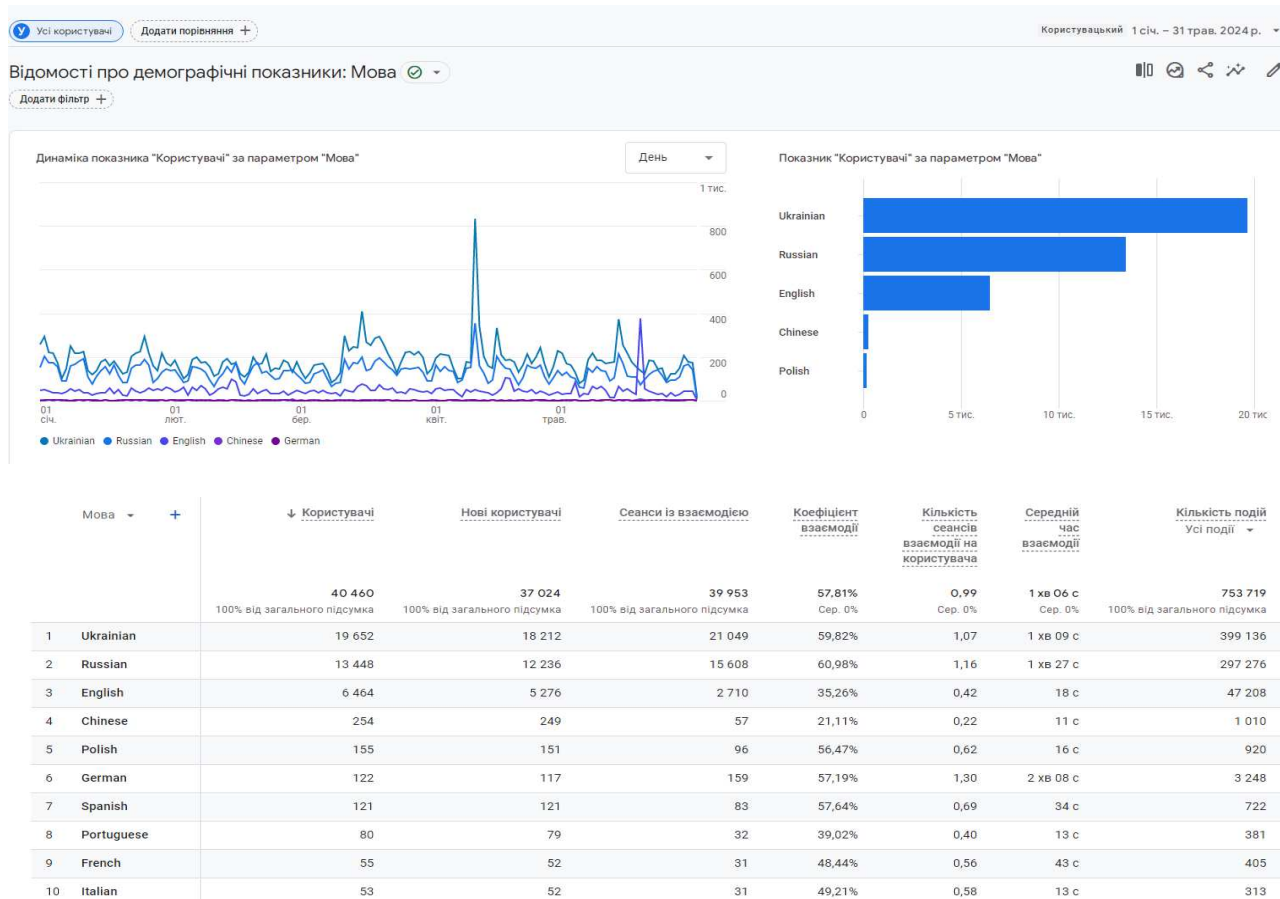 У Усі користувачі Додати порівняння + Користувацький 1 січ. – 31 трав. 2024 р.
Відомості про демографічні показники: Мова
Додати фільтр +
Динаміка показника "Користувачі" за параметром "Мова" День Показник "Користувачі" за параметром "Мова"
1 тис.
800
600
400
200
0
01 січ. 01 лют. 01 бер. 01 квіт. 01 трав.
Ukrainian Russian English Chinese German
Ukrainian
Russian
English
Chinese
Polish
0 5 тис. 10 тис. 15 тис. 20 тис
Мова + ↓ Користувачі Нові користувачі Сеанси із взаємодією Коефіцієнт взаємодії Кількість сеансів взаємодії на користувача Середній час взаємодії Кількість подій Усі події
40 460 37 024 39 953 57,81% 0,99 1 хв 06 с 753 719
100% від загального підсумка 100% від загального підсумка 100% від загального підсумка Сер. 0% Сер. 0% Сер. 0% 100% від загального підсумка
1 Ukrainian 19 652 18 212 21 049 59,82% 1,07 1 хв 09 с 399 136
2 Russian 13 448 12 236 15 608 60,98% 1,16 1 хв 27 с 297 276
3 English 6 464 5 276 2 710 35,26% 0,42 18 с 47 208
4 Chinese 254 249 57 21,11% 0,22 11 с 1 010
5 Polish 155 151 96 56,47% 0,62 16 с 920
6 German 122 117 159 57,19% 1,30 2 хв 08 с 3 248
7 Spanish 121 121 83 57,64% 0,69 34 с 722
8 Portuguese 80 79 32 39,02% 0,40 13 с 381
9 French 55 52 31 48,44% 0,56 43 с 405
10 Italian 53 52 31 49,21% 0,58 13 с 313